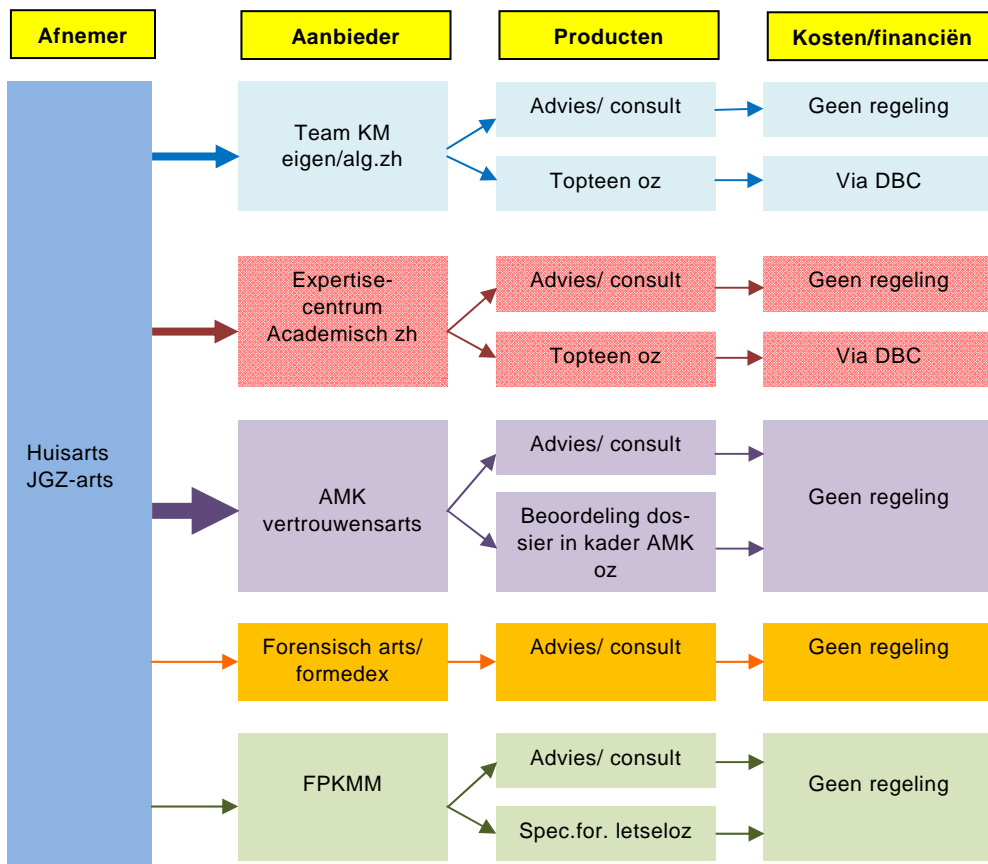 Afnemer
Aanbieder
Producten
Kosten/financiën
Huisarts
JGZ-arts
Team KM
eigen/alg.zh
Advies/ consult
Geen regeling
Topteen oz
Via DBC
Expertise-
centrum
Academisch zh
Advies/ consult
Geen regeling
Topteen oz
Via DBC
AMK
vertrouwensarts
Advies/ consult
Beoordeling dos-
sier in kader AMK
oz
Geen regeling
Forensisch arts/
formedex
Advies/ consult
Geen regeling
FPKMM
Advies/ consult
Spec.for. letseloz
Geen regeling